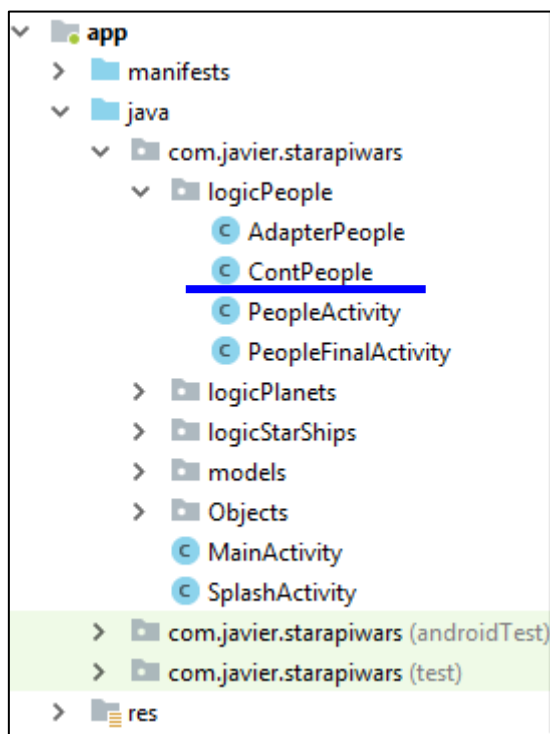 app
manifests
java
com.javier.starapiwars
logicPeople
C AdapterPeople
C ContPeople
C PeopleActivity
C PeopleFinalActivity
logicPlanets
logicStarShips
models
Objects
C MainActivity
C SplashActivity
com.javier.starapiwars (androidTest)
com.javier.starapiwars (test)
res